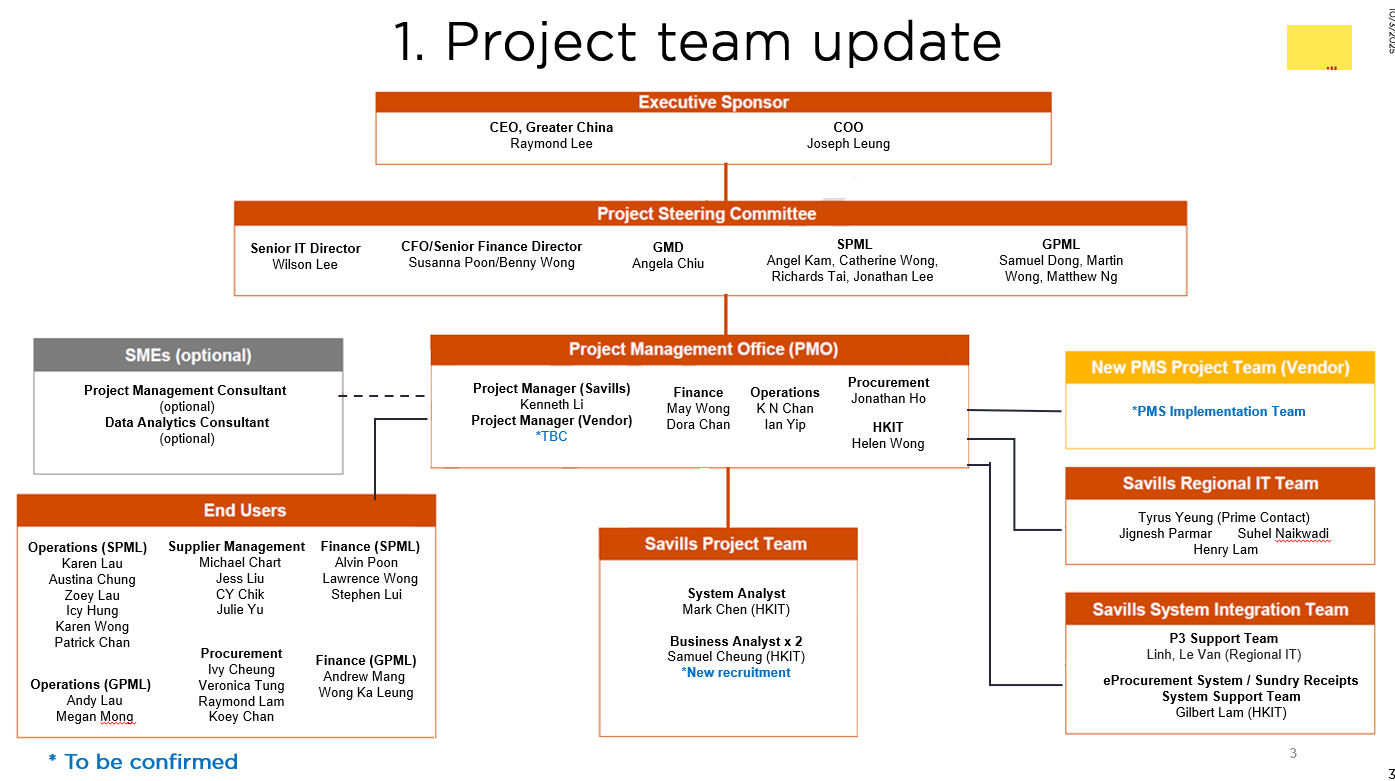 1. Project team update
10/3/2025
Executive Sponsor
CEO, Greater China
Raymond Lee
COO
Joseph Leung
Project Steering Committee
Senior IT Director
Wilson Lee
CFO/Senior Finance Director
Susanna Poon/Benny Wong
GMD
Angela Chiu
SPML
Angel Kam, Catherine Wong,
Richards Tai, Jonathan Lee
GPML
Samuel Dong, Martin
Wong, Matthew Ng
SMEs (optional)
Project Management Consultant
(optional)
Data Analytics Consultant
(optional)
Project Management Office (PMO)
Project Manager (Savills)
Kenneth Li
Project Manager (Vendor)
*TBC
Finance
May Wong
Dora Chan
Operations
K N Chan
Ian Yip
Procurement
Jonathan Ho
HKIT
Helen Wong
New PMS Project Team (Vendor)
*PMS Implementation Team
Savills Regional IT Team
Tyrus Yeung (Prime Contact)
Jignesh Parmar Suhel Naikwadi
Henry Lam
End Users
Operations (SPML)
Karen Lau
Austina Chung
Zoey Lau
Icy Hung
Karen Wong
Patrick Chan
Operations (GPML)
Andy Lau
Megan Mong
Supplier Management
Michael Chart
Jess Liu
CY Chik
Julie Yu
Procurement
Ivy Cheung
Veronica Tung
Raymond Lam
Koey Chan
Finance (SPML)
Alvin Poon
Lawrence Wong
Stephen Lui
Finance (GPML)
Andrew Mang
Wong Ka Leung
Savills Project Team
System Analyst
Mark Chen (HKIT)
Business Analyst x 2
Samuel Cheung (HKIT)
*New recruitment
Savills System Integration Team
P3 Support Team
Linh, Le Van (Regional IT)
eProcurement System / Sundry Receipts
System Support Team
Gilbert Lam (HKIT)
* To be confirmed
3
3